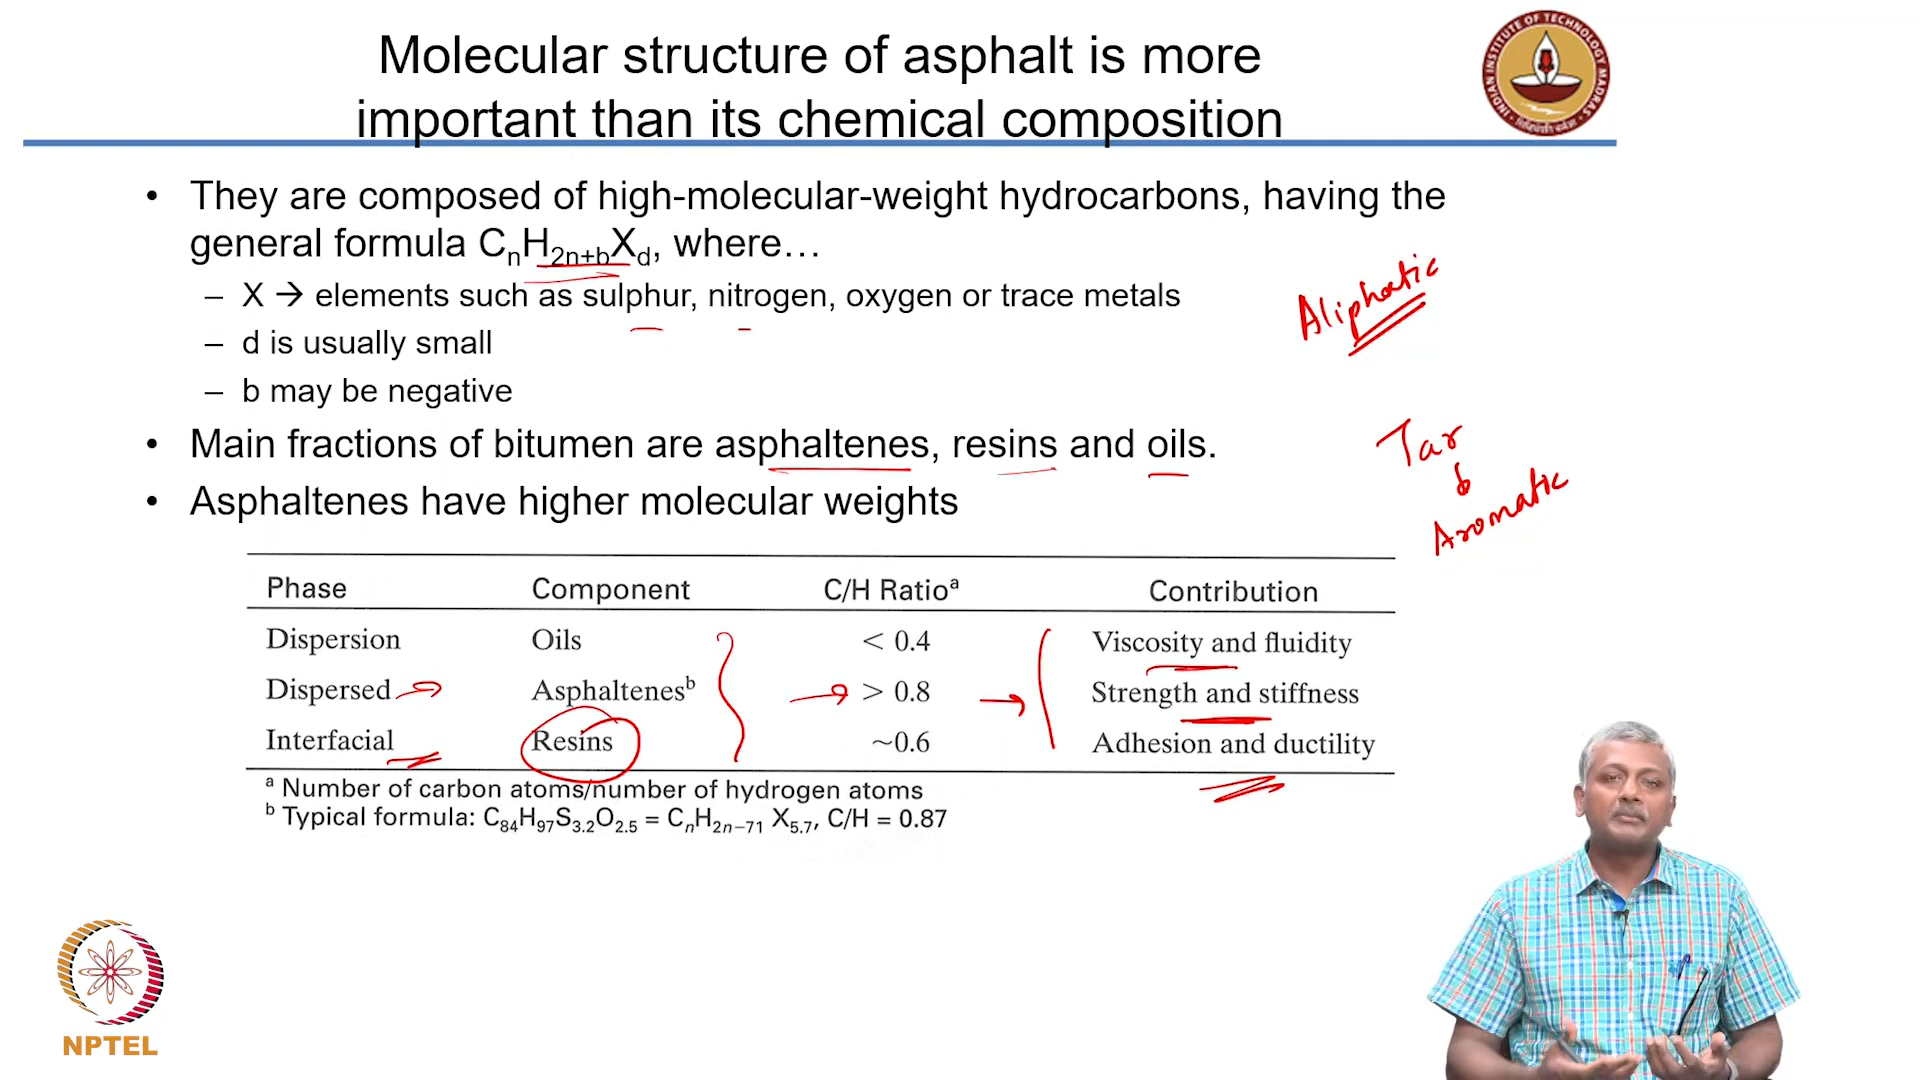 Molecular structure of asphalt is more
important than its chemical composition
INDIAN INSTITUTE OF TECHNOLOGY MADRAS
• They are composed of high-molecular-weight hydrocarbons, having the
general formula CnH2n+bXd, where…
– X → elements such as sulphur, nitrogen, oxygen or trace metals
– d is usually small
– b may be negative
• Main fractions of bitumen are asphaltenes, resins and oils.
• Asphaltenes have higher molecular weights
Aliphatic
Tar
Aromatic
Phase Component C/H Ratioᵃ Contribution
Dispersion Oils < 0.4 Viscosity and fluidity
Dispersed Asphaltenesᵇ > 0.8 Strength and stiffness
Interfacial Resins ~0.6 Adhesion and ductility
ᵃ Number of carbon atoms/number of hydrogen atoms
ᵇ Typical formula: C84H97S3.2O2.5 = CnH2n−71 X5.7, C/H = 0.87
NPTEL